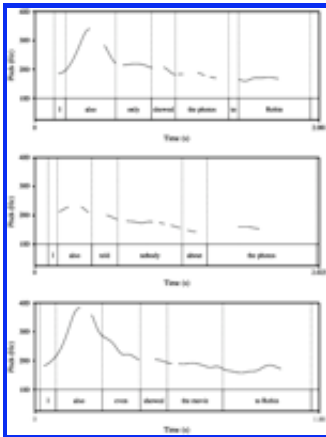 400
300
200
100
Pitch (Hz)
I also only showed the photos to Robin
0
Time (s)
400
300
200
100
Pitch (Hz)
I also told nobody about the photos
0
Time (s)
400
300
200
100
Pitch (Hz)
I also even showed the movie to Robin
Time (s)